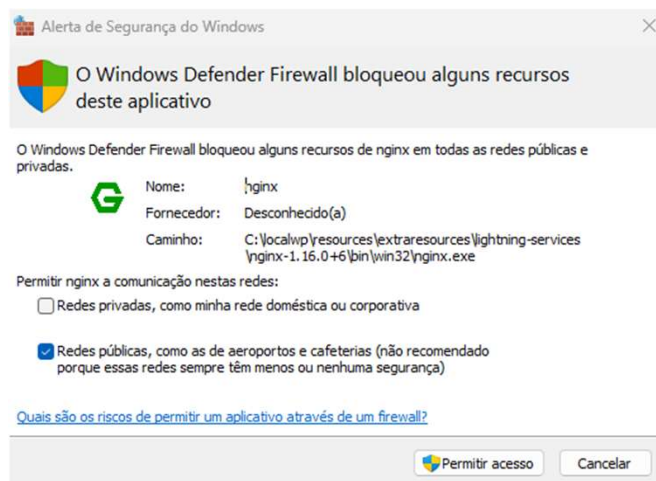 Alerta de Segurança do Windows
O Windows Defender Firewall bloqueou alguns recursos
deste aplicativo
O Windows Defender Firewall bloqueou alguns recursos de nginx em todas as redes públicas e
privadas.
Nome: nginx
Fornecedor: Desconhecido(a)
Caminho: C:\localwp\resources\extraresources\lightning-services
\nginx-1.16.0+6\bin\win32\nginx.exe
Permitir nginx a comunicação nestas redes:
Redes privadas, como minha rede doméstica ou corporativa
Redes públicas, como as de aeroportos e cafeterias (não recomendado
porque essas redes sempre têm menos ou nenhuma segurança)
Quais são os riscos de permitir um aplicativo através de um firewall?
Permitir acesso Cancelar